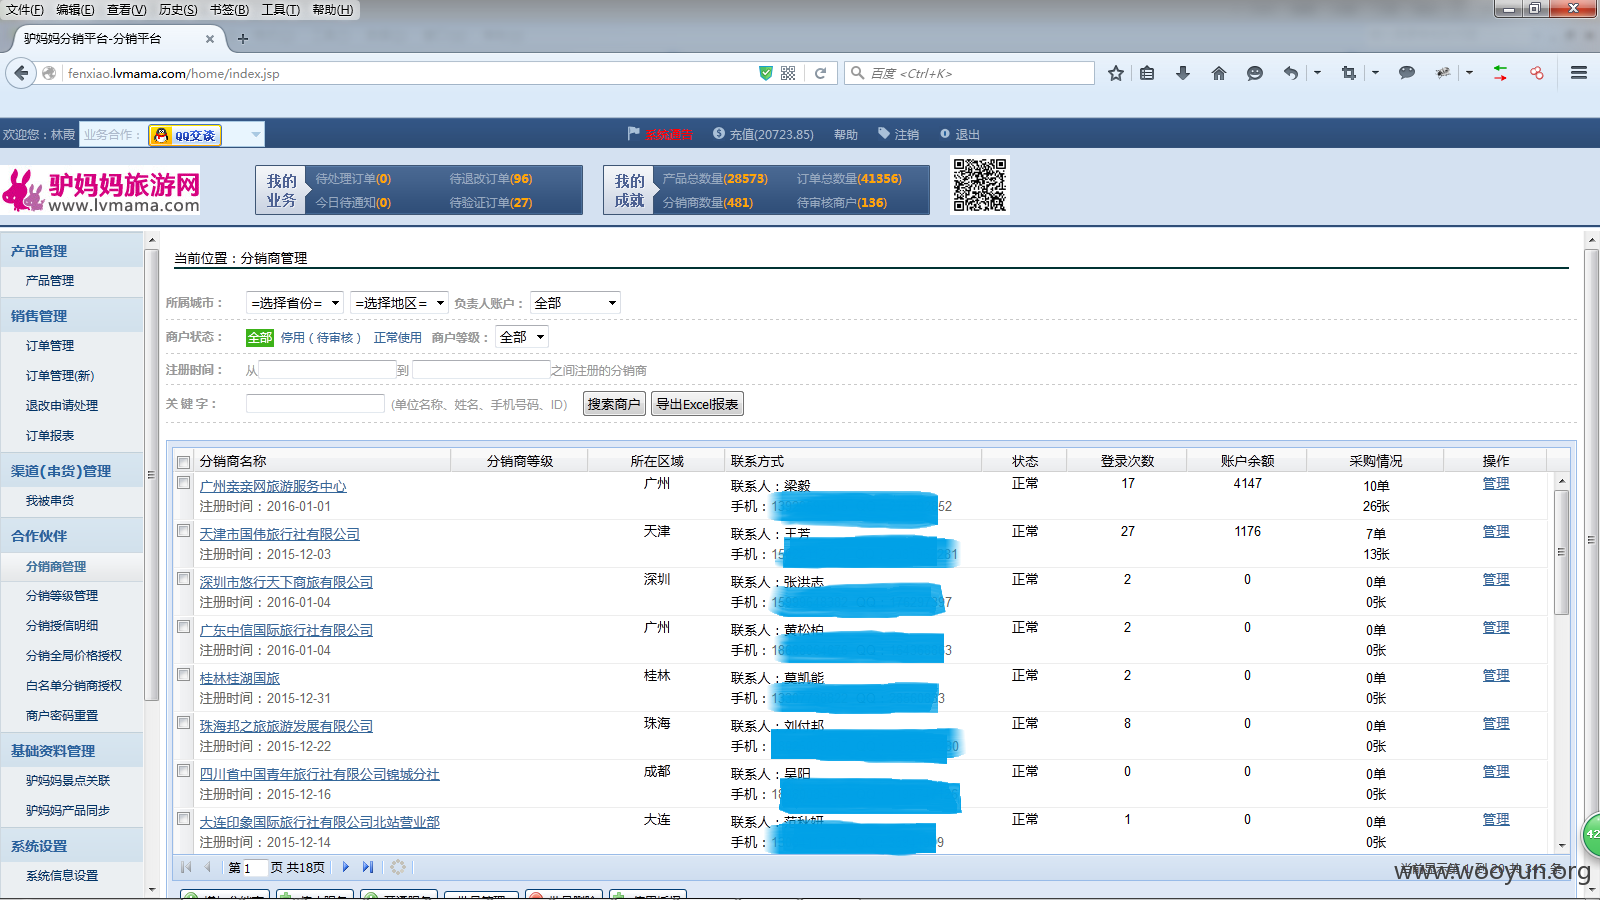 文件(F) 编辑(E) 查看(V) 历史(S) 书签(B) 工具(T) 帮助(H)
驴妈妈分销平台-分销平台
fenxiao.lvmama.com/home/index.jsp
百度 <Ctrl+K>
欢迎您：林霞 业务合作： QQ交谈
充值(20723.85) 帮助 注销 退出
驴妈妈旅游网
www.lvmama.com
我的业务
待处理订单(0) 待退改订单(96)
今日待通知(0) 待验证订单(27)
我的成就
产品总数量(28573) 订单总数量(41356)
分销商数量(481) 待审核商户(136)
产品管理
产品管理
销售管理
订单管理
订单管理(新)
退改申请处理
订单报表
渠道(串货)管理
我被串货
合作伙伴
分销商管理
分销等级管理
分销授信明细
分销全局价格授权
白名单分销商授权
商户密码重置
基础资料管理
驴妈妈景点关联
驴妈妈产品同步
系统设置
系统信息设置
当前位置：分销商管理
所属城市： =选择省份= =选择地区= 负责人账户： 全部
商户状态： 全部 停用（待审核） 正常使用 商户等级： 全部
注册时间： 从 到 之间注册的分销商
关 键 字： (单位名称、姓名、手机号码、ID) 搜索商户 导出Excel报表
分销商名称 分销商等级 所在区域 联系方式 状态 登录次数 账户余额 采购情况 操作
广州亲亲网旅游服务中心 广州 联系人：梁毅 正常 17 4147 10单 管理
注册时间：2016-01-01 手机：13 52 26张
天津市国伟旅行社有限公司 天津 联系人：王芳 正常 27 1176 7单 管理
注册时间：2015-12-03 手机：15 261 13张
深圳市悠行天下商旅有限公司 深圳 联系人：张洪志 正常 2 0 0单 管理
注册时间：2016-01-04 手机：15 97 0张
广东中信国际旅行社有限公司 广州 联系人：黄松柏 正常 2 0 0单 管理
注册时间：2016-01-04 手机：18 3 0张
桂林桂湖国旅 桂林 联系人：莫凯能 正常 2 0 0单 管理
注册时间：2015-12-31 手机：13 3 0张
珠海邦之旅旅游发展有限公司 珠海 联系人：刘付邦 正常 8 0 0单 管理
注册时间：2015-12-22 手机： 0 0张
四川省中国青年旅行社有限公司锦城分社 成都 联系人：吴阳 正常 0 0 0单 管理
注册时间：2015-12-16 手机：18 0张
大连印象国际旅行社有限公司北站营业部 大连 联系人：范秋妍 正常 1 0 0单 管理
注册时间：2015-12-14 手机：1 9 0张
第 1 页 共18页
当前显示第 1 到 20 共 345 条
www.wooyun.org
42